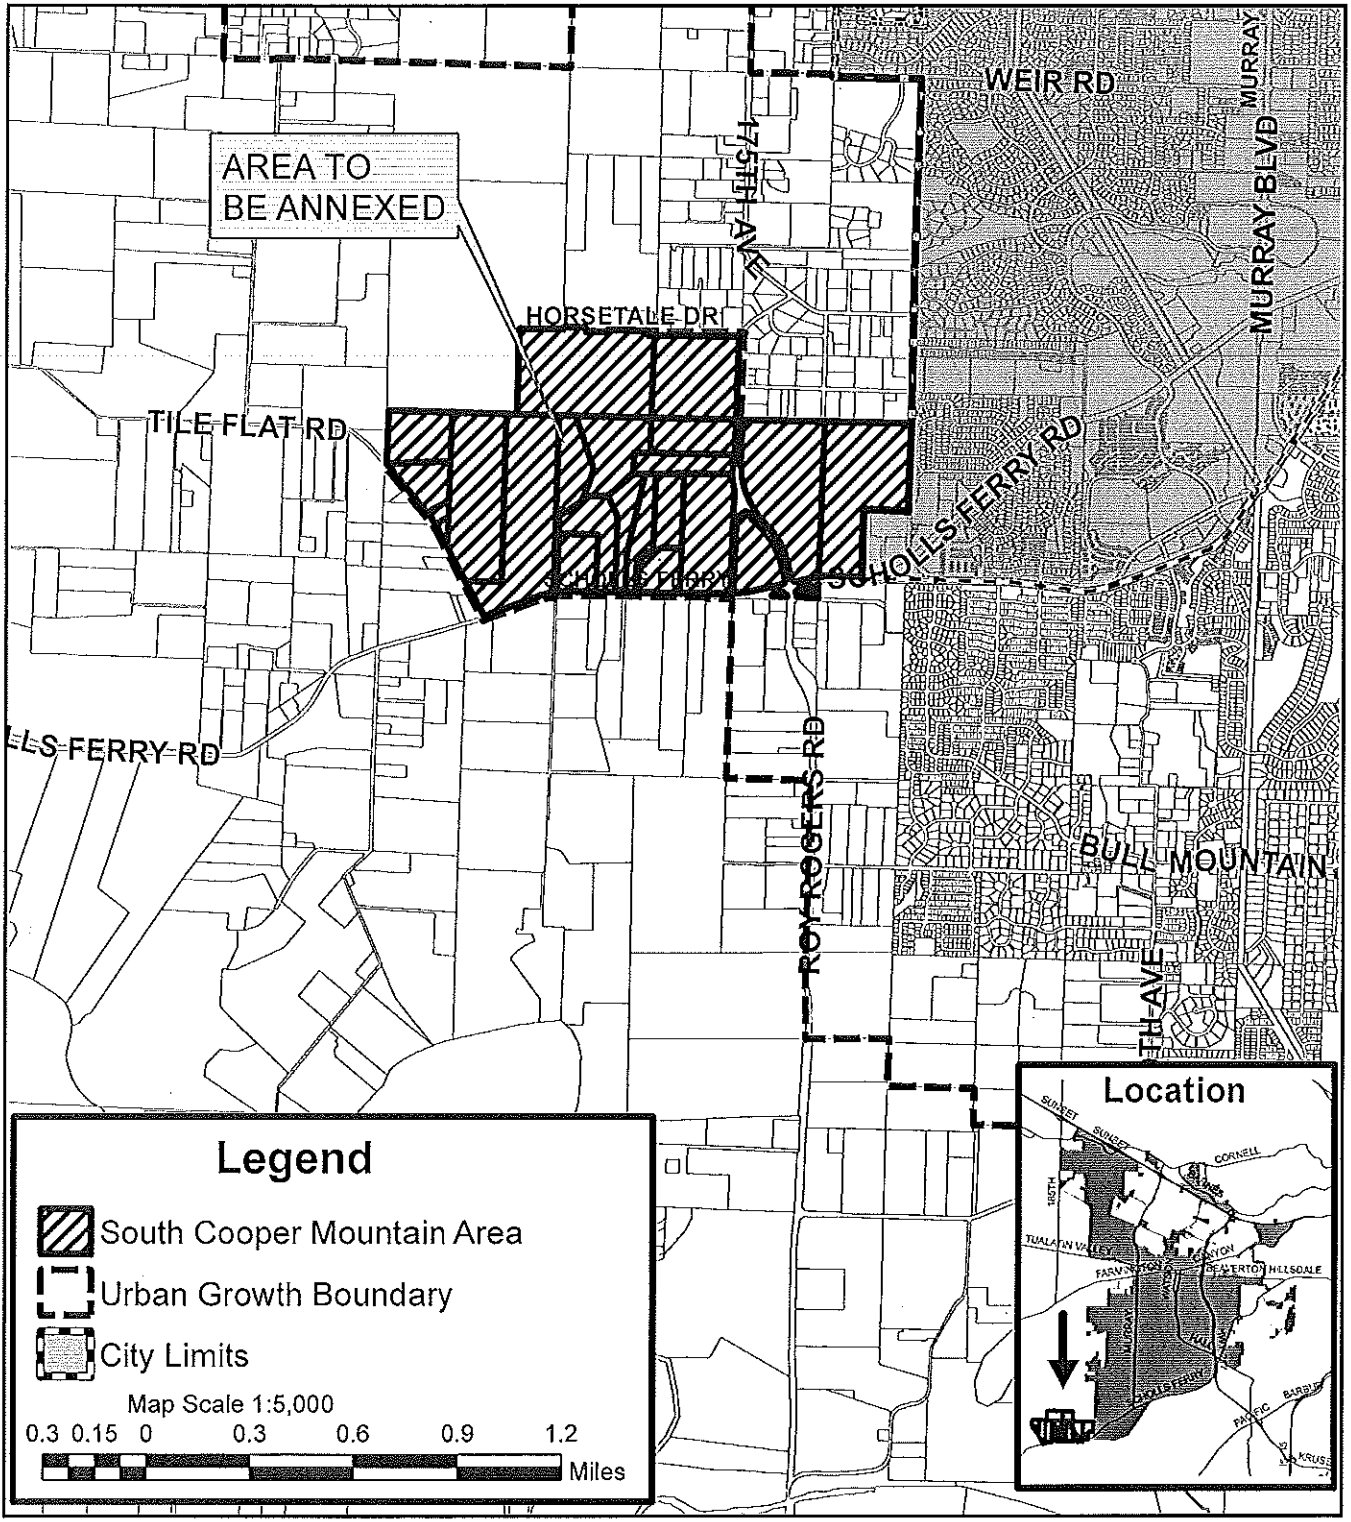 WEIR RD
MURRAY
MURRAY BLVD
175TH AVE
AREA TO
BE ANNEXED
HORSETALE DR
TILE FLAT RD
SCHOLLS FERRY RD
SCHOLLS FERRY
LLS FERRY RD
ROY ROGERS RD
BULL MOUNTAIN
TH AVE
Legend
South Cooper Mountain Area
Urban Growth Boundary
City Limits
Map Scale 1:5,000
0.3 0.15 0 0.3 0.6 0.9 1.2
Miles
Location
SUNSET
SUNSET
CORNELL
185TH
TUALATIN VALLEY
CANYON
FARMINGTON
BEAVERTON HILLSDALE
MURRAY
SCHOLLS FERRY
PACIFIC
BARBUR
KRUSE